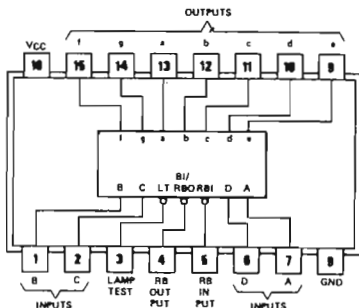 OUTPUTS
VCC f g a b c d e
16 15 14 13 12 11 10 9
f g a b c d e
BI/
B C LT RBO RBI D A
1 2 3 4 5 6 7 8
B C LAMP RB RB D A GND
TEST OUT IN
PUT PUT
INPUTS INPUTS